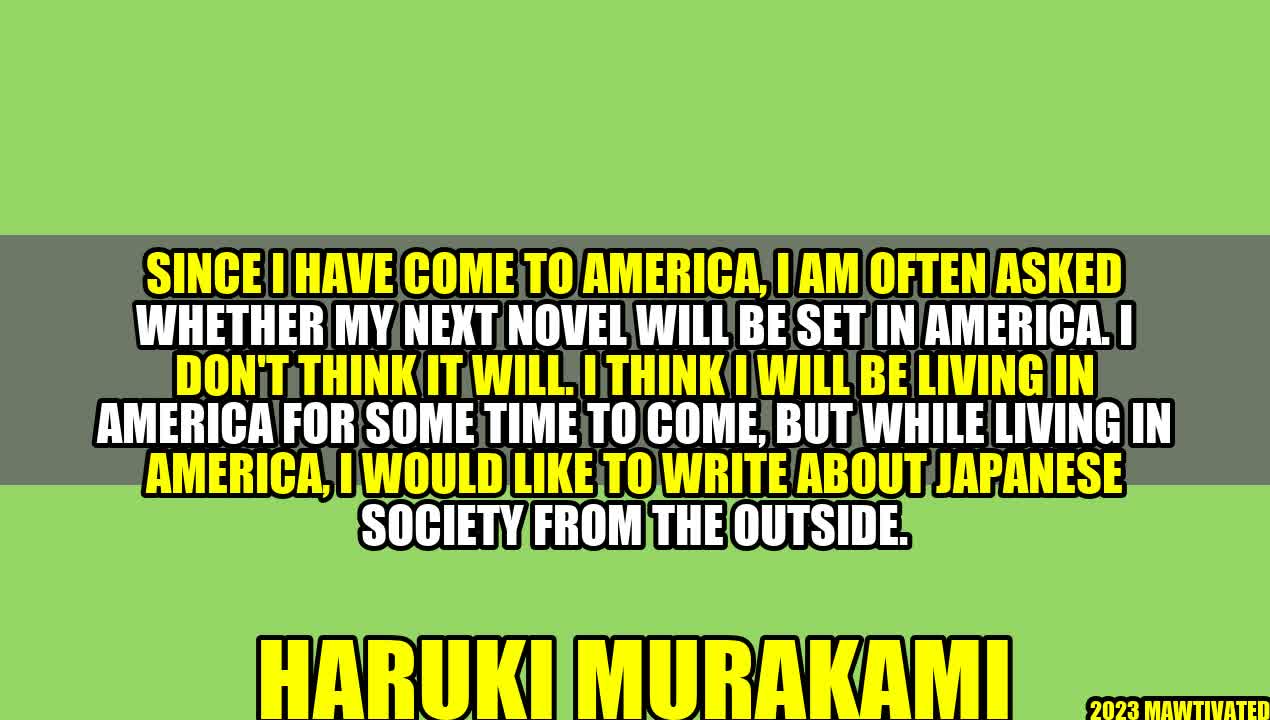 SINCE I HAVE COME TO AMERICA, I AM OFTEN ASKED
WHETHER MY NEXT NOVEL WILL BE SET IN AMERICA. I
DON'T THINK IT WILL. I THINK I WILL BE LIVING IN
AMERICA FOR SOME TIME TO COME, BUT WHILE LIVING IN
AMERICA, I WOULD LIKE TO WRITE ABOUT JAPANESE
SOCIETY FROM THE OUTSIDE.
HARUKI MURAKAMI
2023 MAWTIVATED